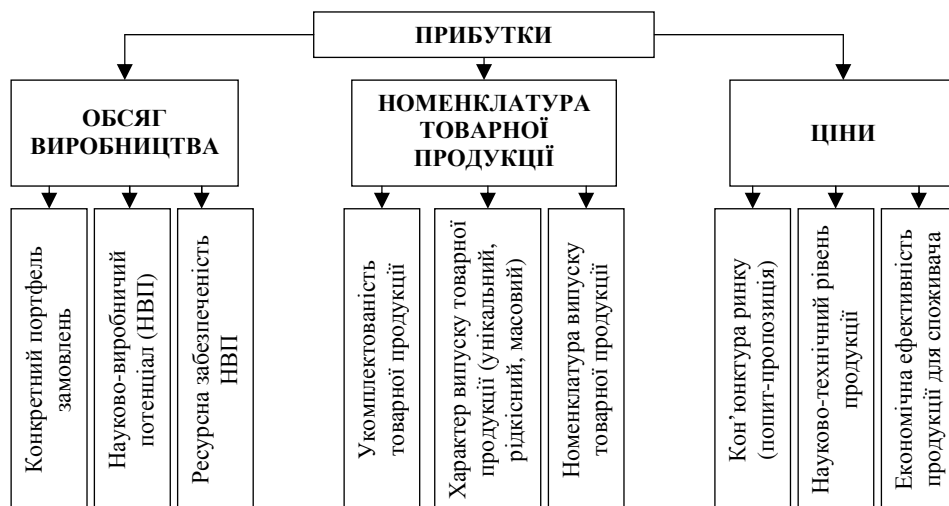 ПРИБУТКИ
ОБСЯГ
ВИРОБНИЦТВА
НОМЕНКЛАТУРА
ТОВАРНОЇ
ПРОДУКЦІЇ
ЦІНИ
Конкретний портфель
замовлень
Науково-виробничий
потенціал (НВП)
Ресурсна забезпеченість
НВП
Укомплектованість
товарної продукції
Характер випуску товарної
продукції (унікальний,
рідкісний, масовий)
Номенклатура випуску
товарної продукції
Кон’юнктура ринку
(попит-пропозиція)
Науково-технічний рівень
продукції
Економічна ефективність
продукції для споживача